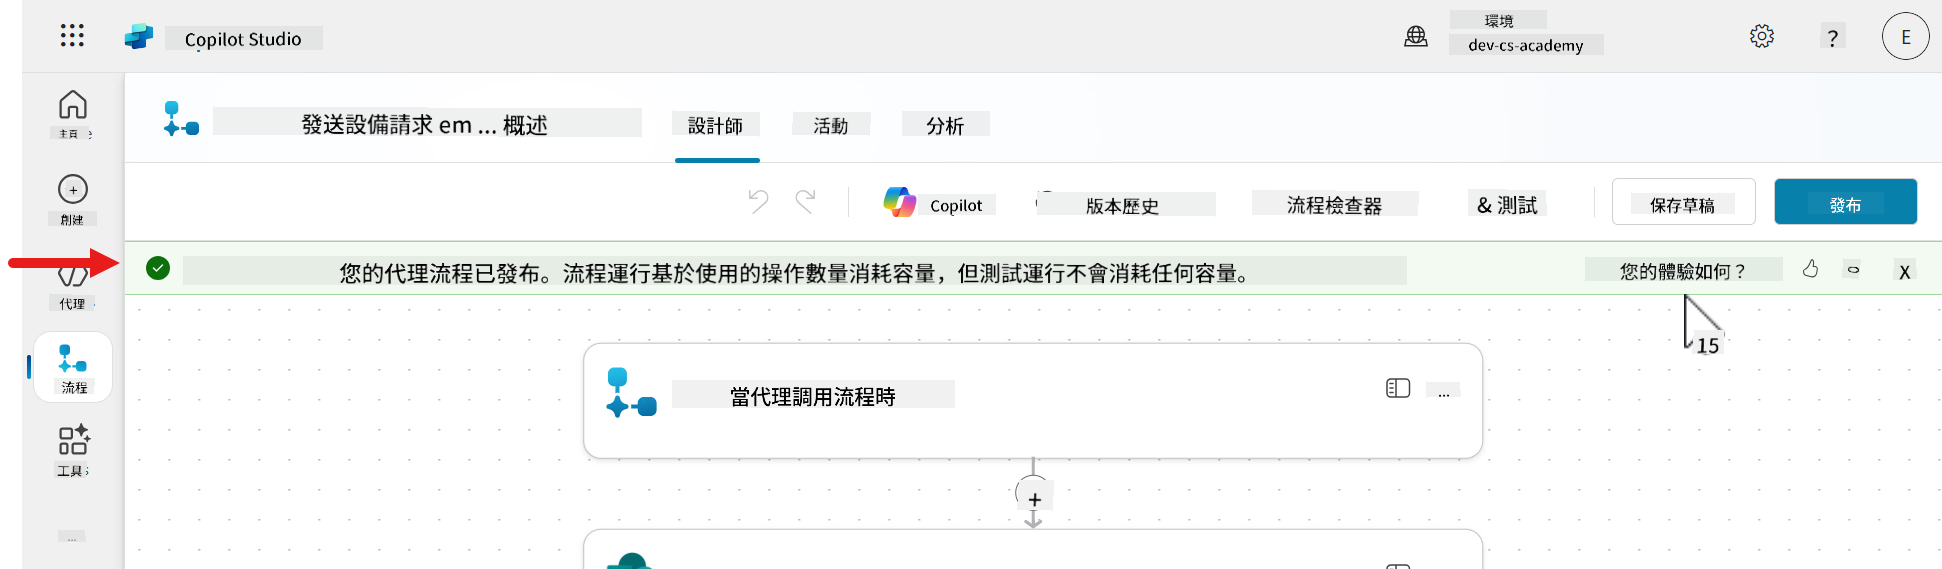 Copilot Studio
環境
dev-cs-academy
?
E
主頁
創建
代理
流程
工具
...
發送設備請求 em ... 概述
設計師
活動
分析
Copilot
版本歷史
流程檢查器
& 測試
保存草稿
發布
您的代理流程已發布。流程運行基於使用的操作數量消耗容量，但測試運行不會消耗任何容量。
您的體驗如何？
X
15
當代理調用流程時
...
+